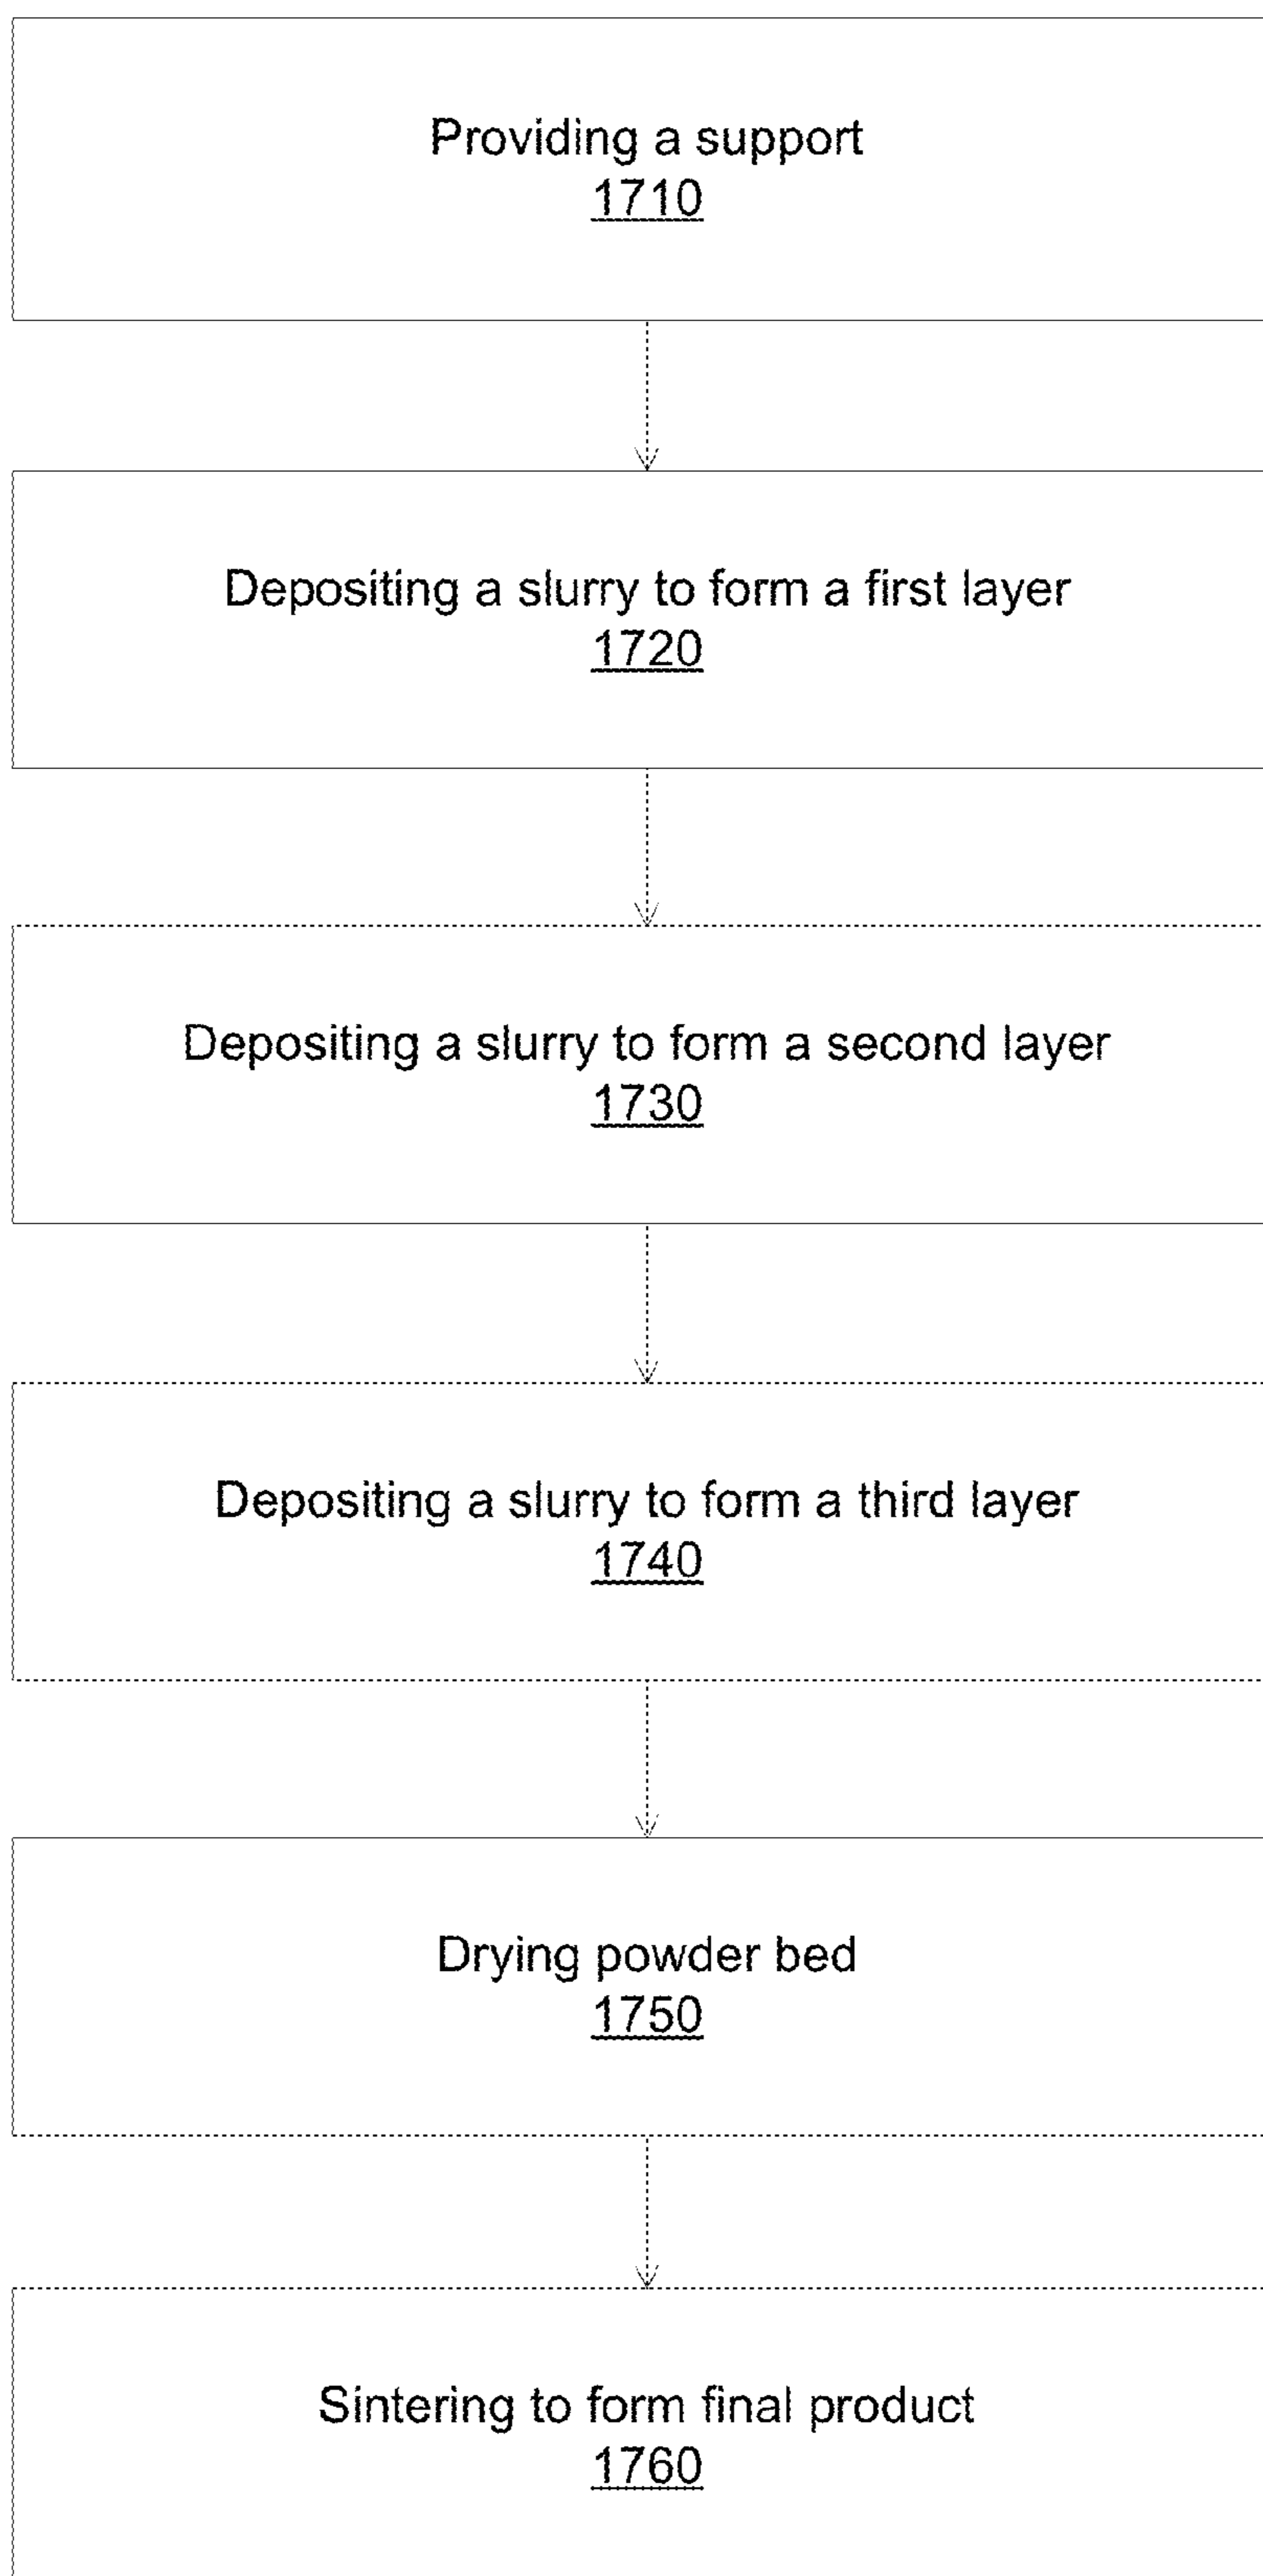 Providing a support
1710
Depositing a slurry to form a first layer
1720
Depositing a slurry to form a second layer
1730
Depositing a slurry to form a third layer
1740
Drying powder bed
1750
Sintering to form final product
1760